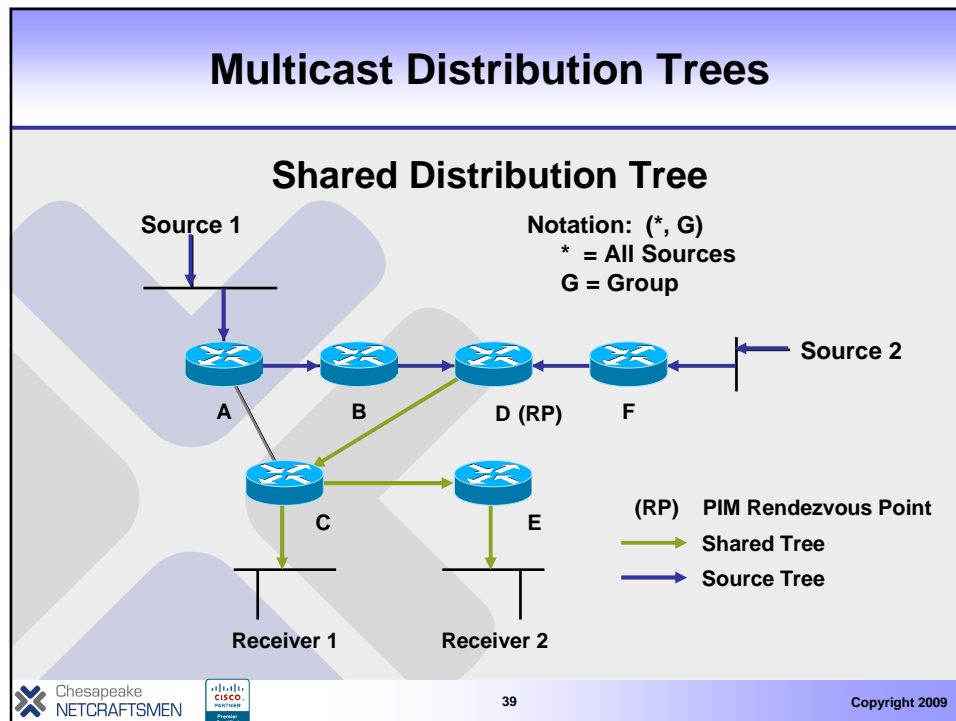 Multicast Distribution Trees
Shared Distribution Tree
Source 1
Notation: (*, G)
* = All Sources
G = Group
Source 2
A
B
D (RP)
F
C
E
(RP) PIM Rendezvous Point
Shared Tree
Source Tree
Receiver 1
Receiver 2
Chesapeake
NETCRAFTSMEN
CISCO
PARTNER
Premier
39
Copyright 2009